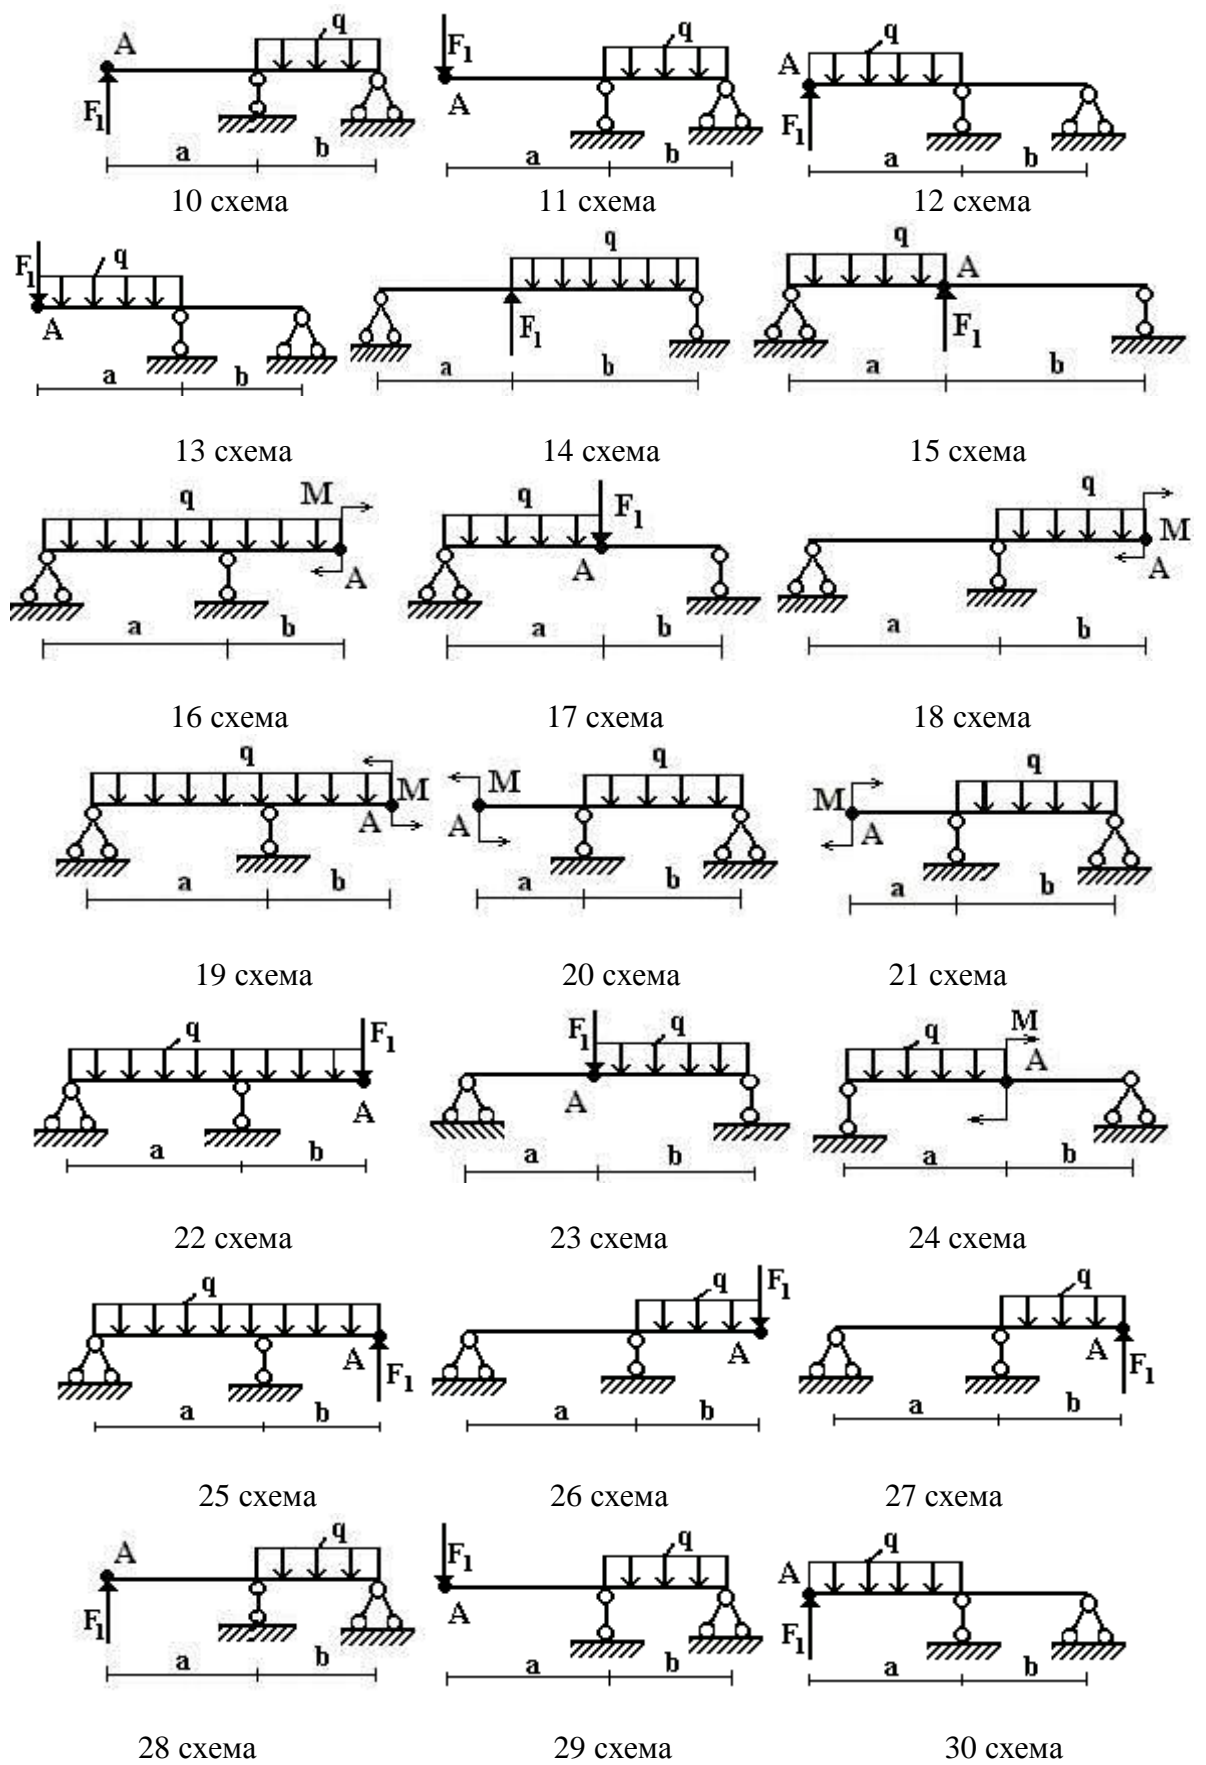 A q F₁ q A q
F₁ A F₁
a b a b a b
10 схема 11 схема 12 схема
F₁ q q q A
A F₁ F₁
a b a b a b
13 схема 14 схема 15 схема
q M q F₁ q M
A A A
a b a b a b
16 схема 17 схема 18 схема
q M M q q
A A M A
a b a b a b
19 схема 20 схема 21 схема
q F₁ F₁ q q M A
A A
a b a b a b
22 схема 23 схема 24 схема
q q F₁ q
A F₁ A A F₁
a b a b a b
25 схема 26 схема 27 схема
A q F₁ q A q
F₁ A F₁
a b a b a b
28 схема 29 схема 30 схема